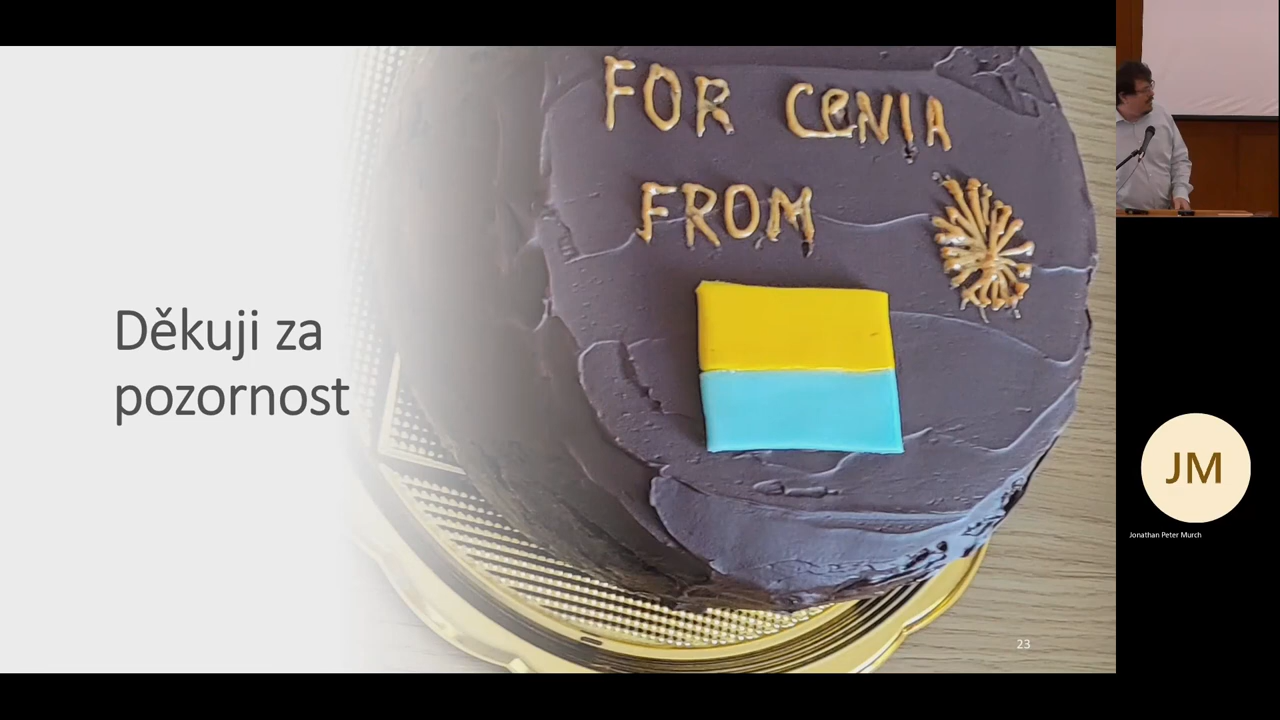 Děkuji za
pozornost
FOR CENIA
FROM
23
JM
Jonathan Peter Murch